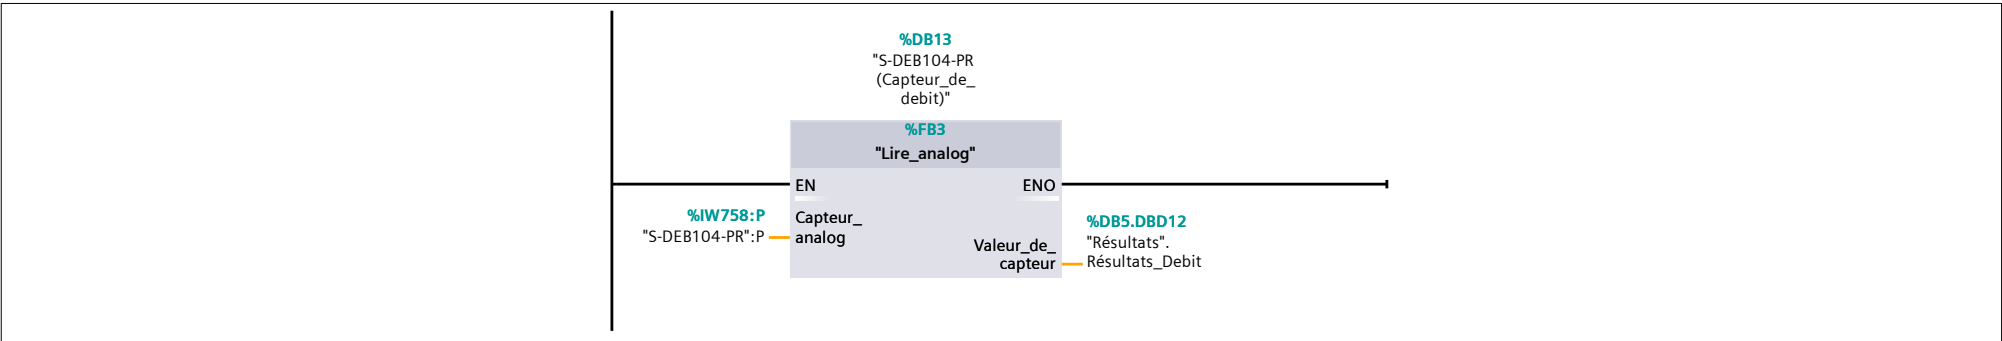 %DB13
"S-DEB104-PR
(Capteur_de_
debit)"
%FB3
"Lire_analog"
EN
ENO
%IW758:P
"S-DEB104-PR":P
Capteur_
analog
Valeur_de_
capteur
%DB5.DBD12
"Résultats".
Résultats_Debit